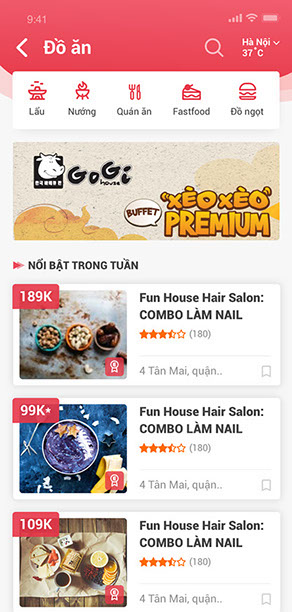 9:41
Đồ ăn
Hà Nội
37°C
Lẩu
Nướng
Quán ăn
Fastfood
Đồ ngọt
GoGi
house
BUFFET
"XÈO XÈO"
PREMIUM
NỔI BẬT TRONG TUẦN
189K
Fun House Hair Salon:
COMBO LÀM NAIL
(180)
4 Tân Mai, quận..
99K★
Fun House Hair Salon:
COMBO LÀM NAIL
(180)
4 Tân Mai, quận..
109K
Fun House Hair Salon:
COMBO LÀM NAIL
(180)
4 Tân Mai, quận..